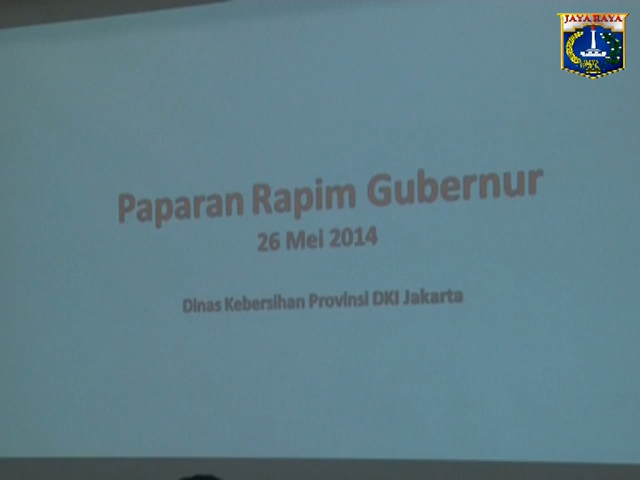 JAYA RAYA
Paparan Rapim Gubernur
26 Mei 2014
Dinas Kebersihan Provinsi DKI Jakarta